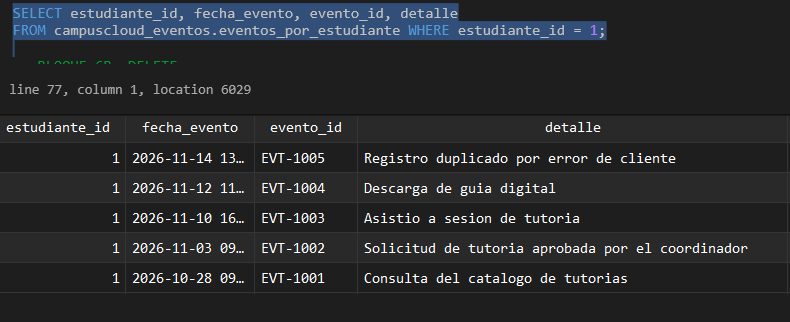 SELECT estudiante_id, fecha_evento, evento_id, detalle
FROM campuscloud_eventos.eventos_por_estudiante WHERE estudiante_id = 1;
line 77, column 1, location 6029
estudiante_id fecha_evento evento_id detalle
1 2026-11-14 13… EVT-1005 Registro duplicado por error de cliente
1 2026-11-12 11… EVT-1004 Descarga de guia digital
1 2026-11-10 16… EVT-1003 Asistio a sesion de tutoria
1 2026-11-03 09… EVT-1002 Solicitud de tutoria aprobada por el coordinador
1 2026-10-28 09… EVT-1001 Consulta del catalogo de tutorias